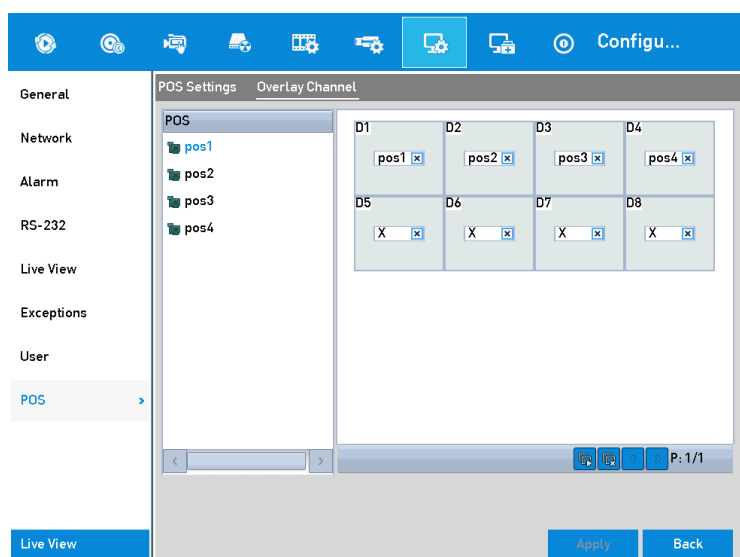 Configu...
General
Network
Alarm
RS-232
Live View
Exceptions
User
POS
Live View
POS Settings Overlay Channel
POS
pos1
pos2
pos3
pos4
D1 D2 D3 D4
pos1 pos2 pos3 pos4
D5 D6 D7 D8
X X X X
P: 1/1
Apply Back